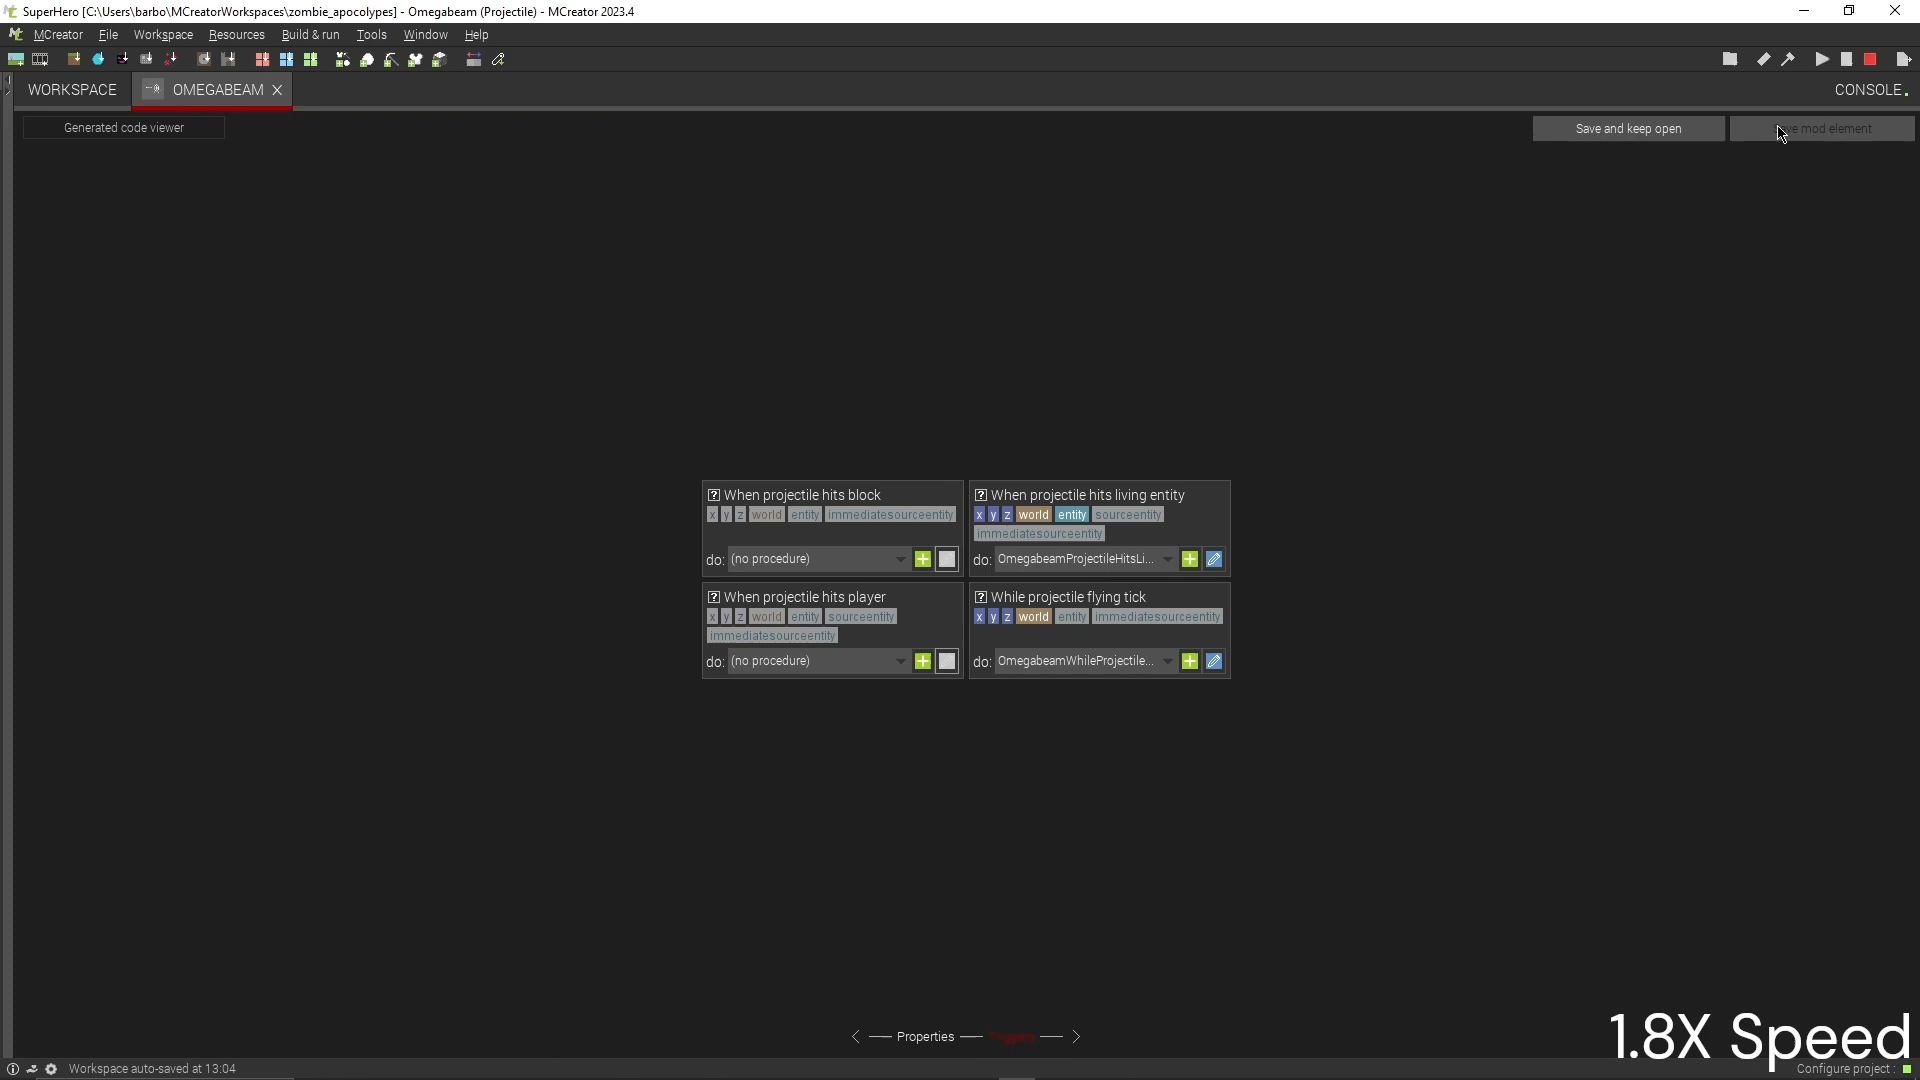 SuperHero [C:\Users\barbo\MCreatorWorkspaces\zombie_apocolypes] - Omegabeam (Projectile) - MCreator 2023.4
MCreator File Workspace Resources Build & run Tools Window Help
WORKSPACE OMEGABEAM CONSOLE.
Generated code viewer Save and keep open mod element
When projectile hits block
x y z world entity immediatesourceentity
do: (no procedure)
When projectile hits living entity
x y z world entity sourceentity
immediatesourceentity
do: OmegabeamProjectileHitsLi...
When projectile hits player
x y z world entity sourceentity
immediatesourceentity
do: (no procedure)
While projectile flying tick
x y z world entity immediatesourceentity
do: OmegabeamWhileProjectile...
Properties Triggers
1.8X Speed
Workspace auto-saved at 13:04 Configure project :